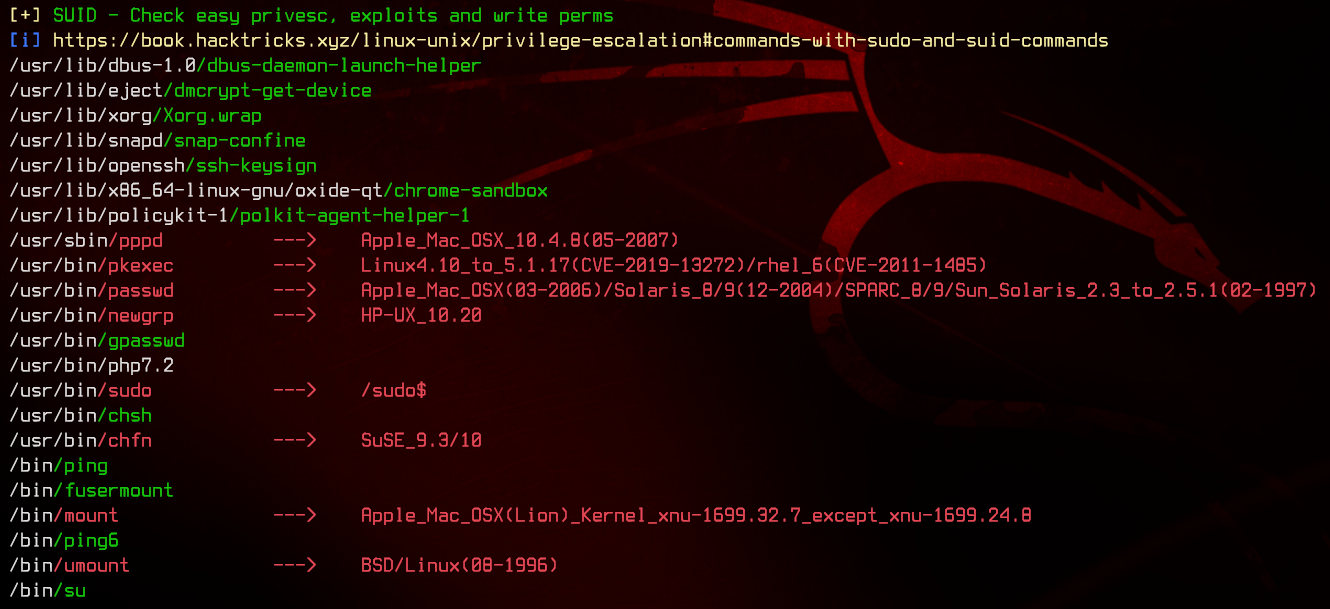 [+] SUID - Check easy privesc, exploits and write perms
[i] https://book.hacktricks.xyz/linux-unix/privilege-escalation#commands-with-sudo-and-suid-commands
/usr/lib/dbus-1.0/dbus-daemon-launch-helper
/usr/lib/eject/dmcrypt-get-device
/usr/lib/xorg/Xorg.wrap
/usr/lib/snapd/snap-confine
/usr/lib/openssh/ssh-keysign
/usr/lib/x86_64-linux-gnu/oxide-qt/chrome-sandbox
/usr/lib/policykit-1/polkit-agent-helper-1
/usr/sbin/pppd --->  Apple_Mac_OSX_10.4.8(05-2007)
/usr/bin/pkexec --->  Linux4.10_to_5.1.17(CVE-2019-13272)/rhel_6(CVE-2011-1485)
/usr/bin/passwd --->  Apple_Mac_OSX(03-2006)/Solaris_8/9(12-2004)/SPARC_8/9/Sun_Solaris_2.3_to_2.5.1(02-1997)
/usr/bin/newgrp --->  HP-UX_10.20
/usr/bin/gpasswd
/usr/bin/php7.2
/usr/bin/sudo --->  /sudo$
/usr/bin/chsh
/usr/bin/chfn --->  SuSE_9.3/10
/bin/ping
/bin/fusermount
/bin/mount --->  Apple_Mac_OSX(Lion)_Kernel_xnu-1699.32.7_except_xnu-1699.24.8
/bin/ping6
/bin/umount --->  BSD/Linux(08-1996)
/bin/su